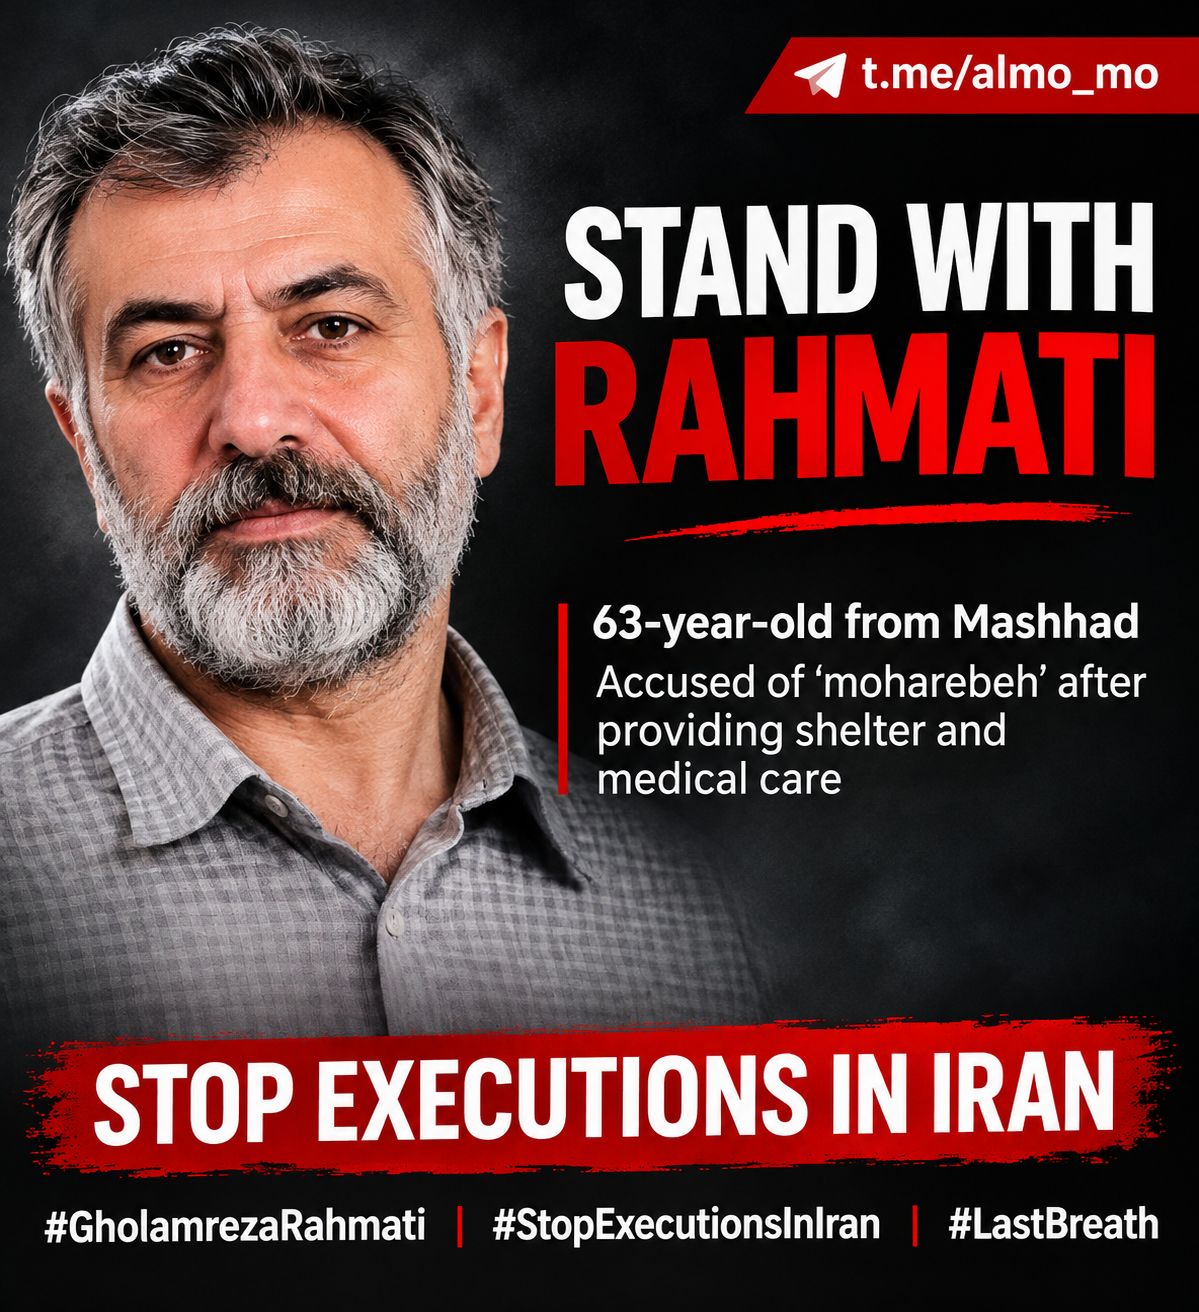 t.me/almo_mo
STAND WITH
RAHMATI
63-year-old from Mashhad
Accused of ‘moharebeh’ after
providing shelter and
medical care
STOP EXECUTIONS IN IRAN
#GholamrezaRahmati | #StopExecutionsInIran | #LastBreath